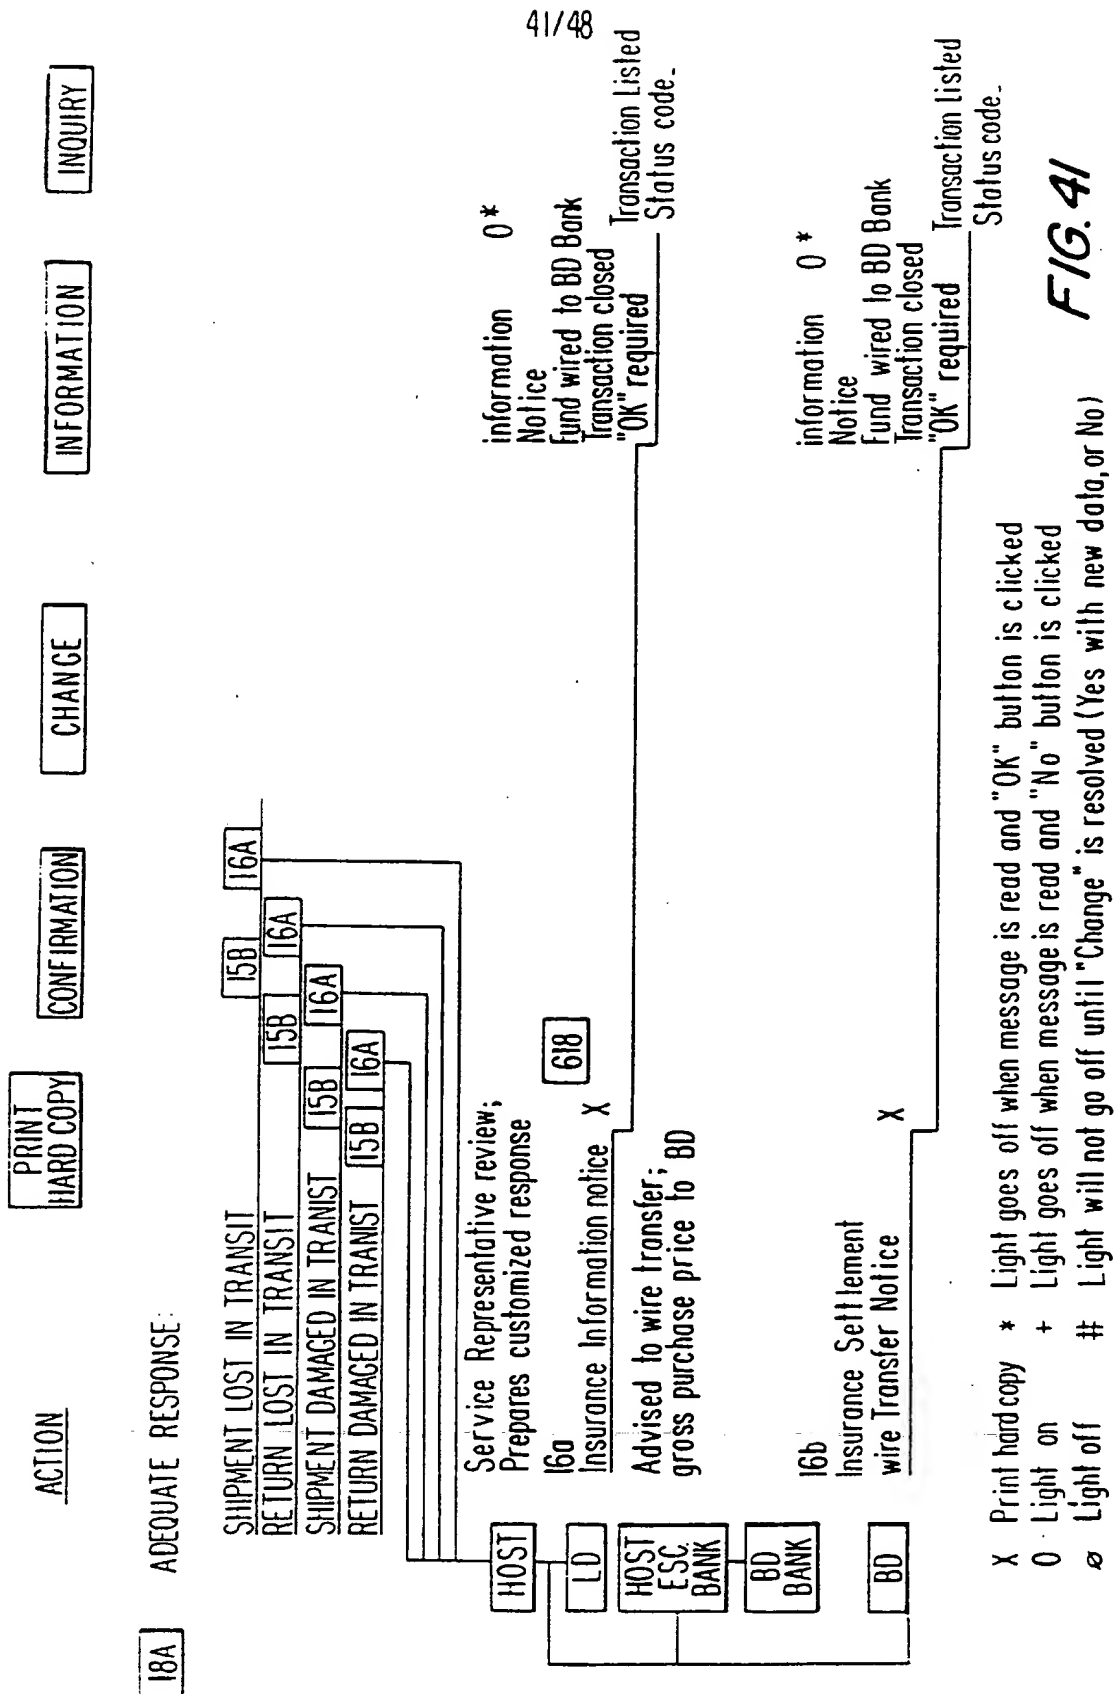 41/48
ACTION
PRINT
HARD COPY
CONFIRMATION
CHANGE
INFORMATION
INQUIRY
18A
ADEQUATE RESPONSE:
SHIPMENT LOST IN TRANSIT
15B
16A
RETURN LOST IN TRANSIT
15B
16A
SHIPMENT DAMAGED IN TRANIST
15B
16A
RETURN DAMAGED IN TRANIST
15B
16A
HOST
Service Representative review;
Prepares customized response
LD
16a
Insurance Information notice
X
618
information 0*
Notice
Fund wired to BD Bank
Transaction closed
"OK" required
Transaction Listed
Status code.
HOST
ESC.
BANK
Advised to wire transfer;
gross purchase price to BD
BD
BANK
BD
16b
Insurance Settlement
wire Transfer Notice
X
information 0*
Notice
Fund wired to BD Bank
Transaction closed
"OK" required
Transaction Listed
Status code.
X Print hard copy * Light goes off when message is read and "OK" button is clicked
O Light on + Light goes off when message is read and "No" button is clicked
ø Light off # Light will not go off until "Change" is resolved (Yes with new data, or No)
FIG. 41